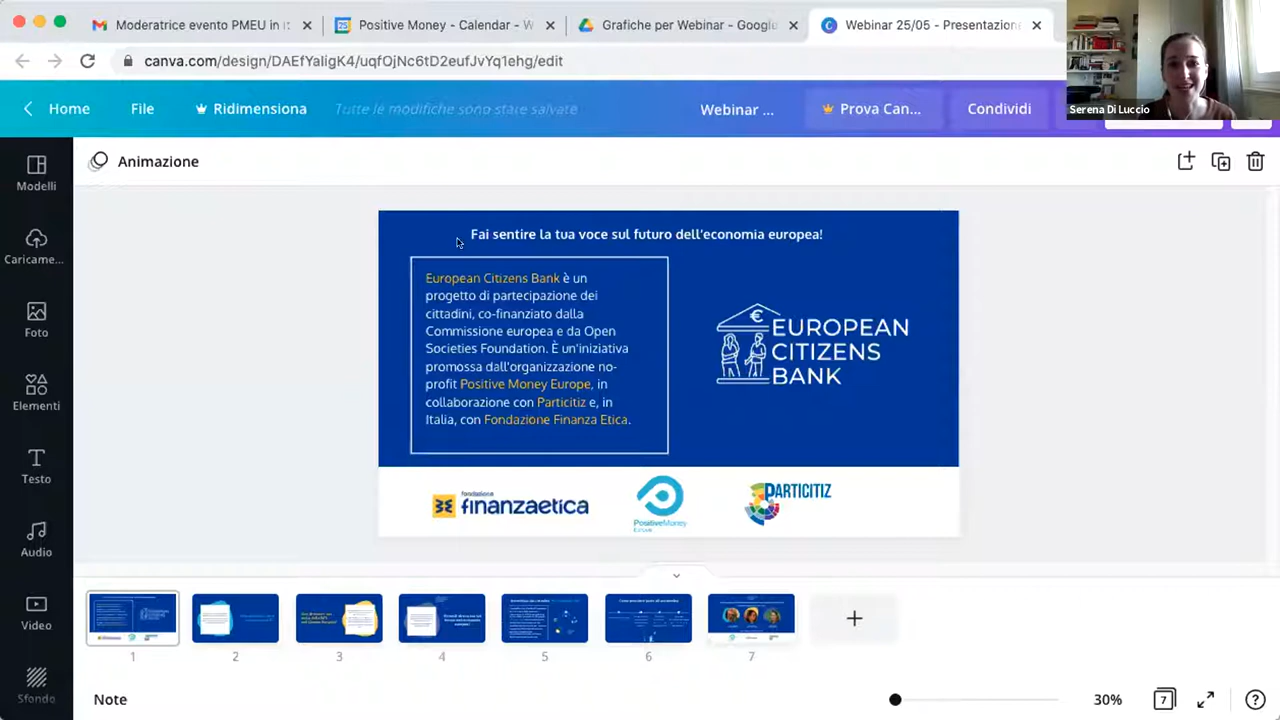 Moderatrice evento PMEU in it
Positive Money - Calendar - W
Grafiche per Webinar - Google
Webinar 25/05 - Presentazione
canva.com/design/DAEfYaligK4/uqfOjNc6tD2eufJvYq1ehg/edit
Serena Di Luccio
Home
File
Ridimensiona
Tutte le modifiche sono state salvate
Webinar ...
Prova Can...
Condividi
Animazione
Modelli
Caricame...
Foto
Elementi
Testo
Audio
Video
Sfondo
Fai sentire la tua voce sul futuro dell'economia europea!
European Citizens Bank è un
progetto di partecipazione dei
cittadini, co-finanziato dalla
Commissione europea e da Open
Societies Foundation. È un'iniziativa
promossa dall'organizzazione no-
profit Positive Money Europe, in
collaborazione con Particitiz e, in
Italia, con Fondazione Finanza Etica.
EUROPEAN
CITIZENS
BANK
fondazione
finanzaetica
PositiveMoney
PARTICITIZ
1
2
3
4
5
6
7
Note
30%
7